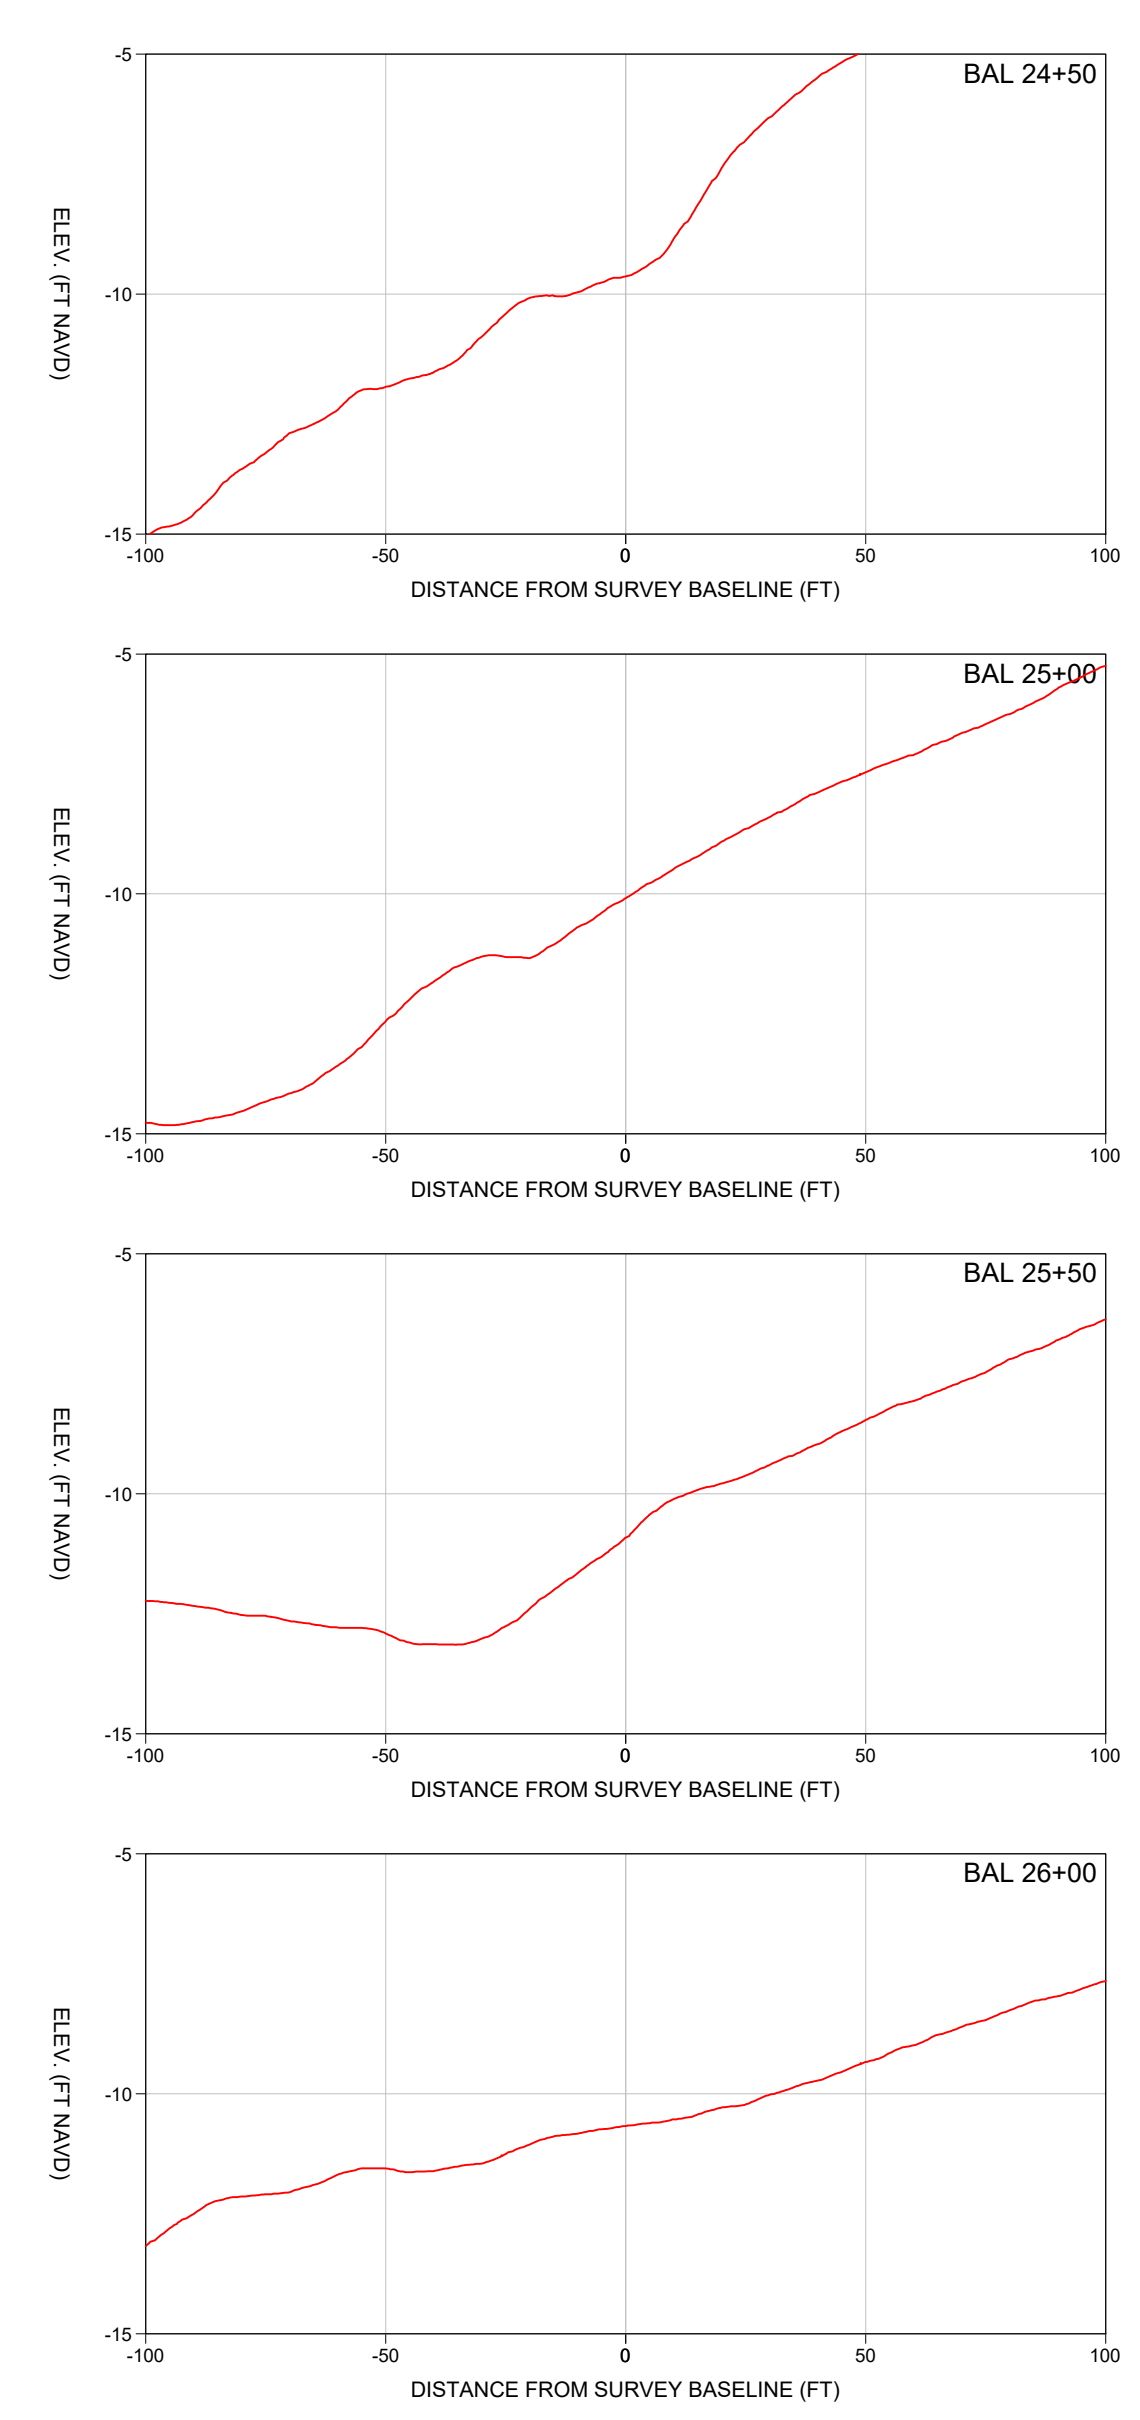 -5
BAL 24+50
ELEV. (FT NAVD)
-10
-15
-100
-50
0
50
100
DISTANCE FROM SURVEY BASELINE (FT)
-5
BAL 25+00
ELEV. (FT NAVD)
-10
-15
-100
-50
0
50
100
DISTANCE FROM SURVEY BASELINE (FT)
-5
BAL 25+50
ELEV. (FT NAVD)
-10
-15
-100
-50
0
50
100
DISTANCE FROM SURVEY BASELINE (FT)
-5
BAL 26+00
ELEV. (FT NAVD)
-10
-15
-100
-50
0
50
100
DISTANCE FROM SURVEY BASELINE (FT)